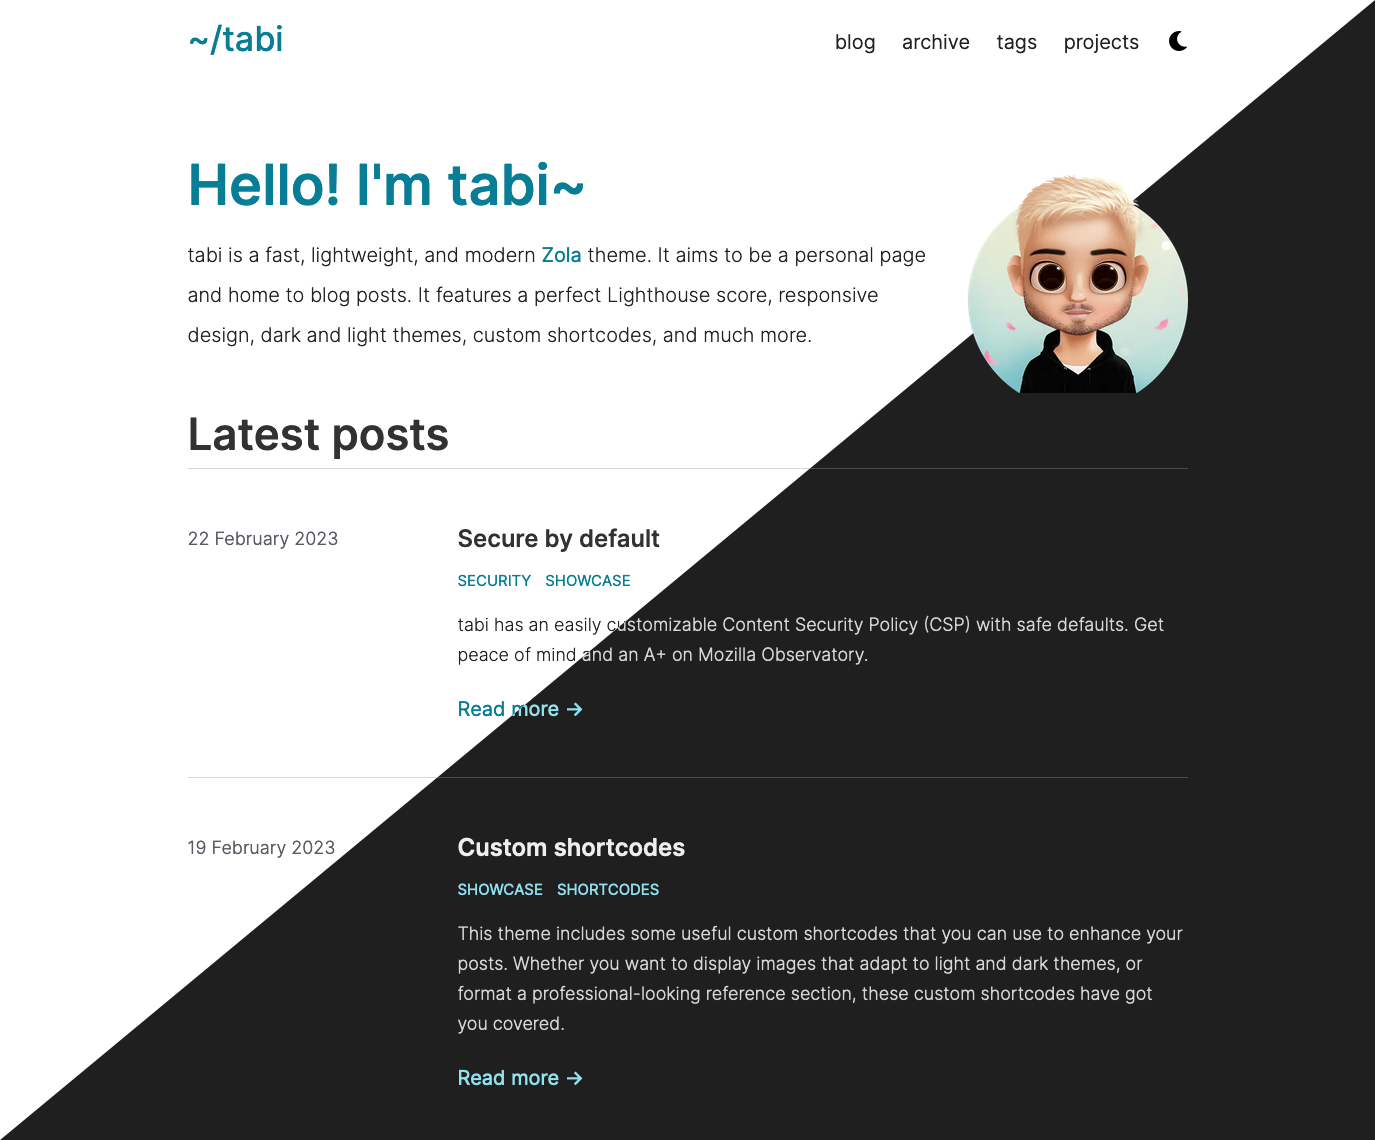 ~/tabi
blog archive tags projects
Hello! I'm tabi~
tabi is a fast, lightweight, and modern Zola theme. It aims to be a personal page
and home to blog posts. It features a perfect Lighthouse score, responsive
design, dark and light themes, custom shortcodes, and much more.
Latest posts
22 February 2023
Secure by default
SECURITY SHOWCASE
tabi has an easily customizable Content Security Policy (CSP) with safe defaults. Get
peace of mind and an A+ on Mozilla Observatory.
Read more →
19 February 2023
Custom shortcodes
SHOWCASE SHORTCODES
This theme includes some useful custom shortcodes that you can use to enhance your
posts. Whether you want to display images that adapt to light and dark themes, or
format a professional-looking reference section, these custom shortcodes have got
you covered.
Read more →